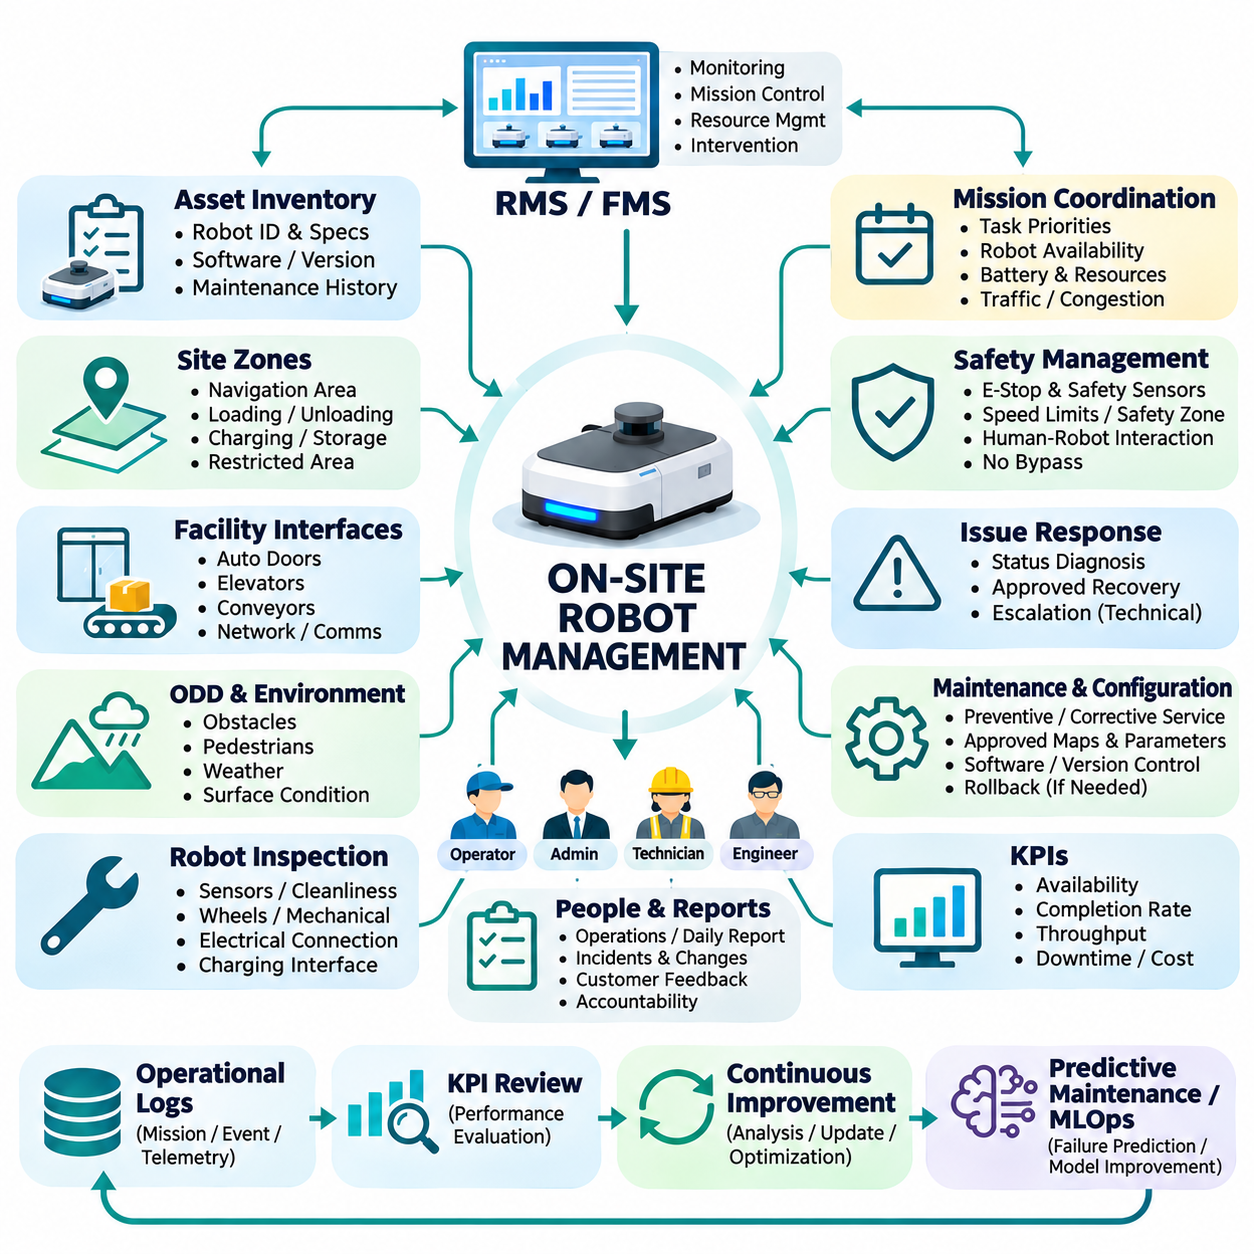 • Monitoring
• Mission Control
• Resource Mgmt
• Intervention
RMS / FMS
Asset Inventory
• Robot ID & Specs
• Software / Version
• Maintenance History
Site Zones
• Navigation Area
• Loading / Unloading
• Charging / Storage
• Restricted Area
Facility Interfaces
• Auto Doors
• Elevators
• Conveyors
• Network / Comms
ODD & Environment
• Obstacles
• Pedestrians
• Weather
• Surface Condition
Robot Inspection
• Sensors / Cleanliness
• Wheels / Mechanical
• Electrical Connection
• Charging Interface
ON-SITE
ROBOT
MANAGEMENT
Operator
Admin
Technician
Engineer
People & Reports
• Operations / Daily Report
• Incidents & Changes
• Customer Feedback
• Accountability
Mission Coordination
• Task Priorities
• Robot Availability
• Battery & Resources
• Traffic / Congestion
Safety Management
• E-Stop & Safety Sensors
• Speed Limits / Safety Zone
• Human-Robot Interaction
• No Bypass
Issue Response
• Status Diagnosis
• Approved Recovery
• Escalation (Technical)
Maintenance & Configuration
• Preventive / Corrective Service
• Approved Maps & Parameters
• Software / Version Control
• Rollback (If Needed)
KPIs
• Availability
• Completion Rate
• Throughput
• Downtime / Cost
Operational
Logs
(Mission / Event /
Telemetry)
KPI Review
(Performance
Evaluation)
Continuous
Improvement
(Analysis / Update /
Optimization)
Predictive
Maintenance /
MLOps
(Failure Prediction /
Model Improvement)